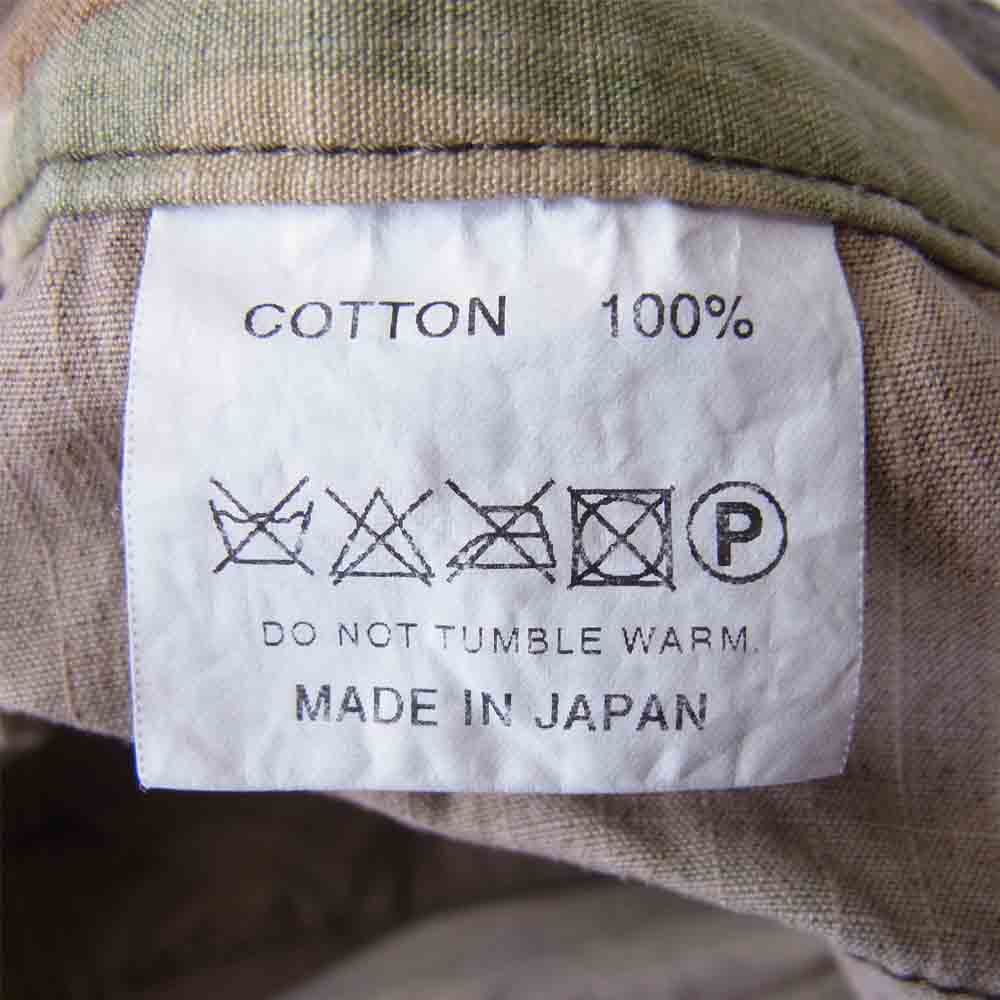 COTTON 100%
P
DO NOT TUMBLE WARM.
MADE IN JAPAN